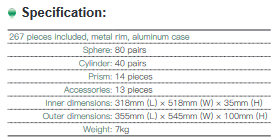 Specification:
267 pieces included, metal rim, aluminum case
Sphere: 80 pairs
Cylinder: 40 pairs
Prism: 14 pieces
Accessories: 13 pieces
Inner dimensions: 318mm (L) × 518mm (W) × 35mm (H)
Outer dimensions: 355mm (L) × 545mm (W) × 100mm (H)
Weight: 7kg